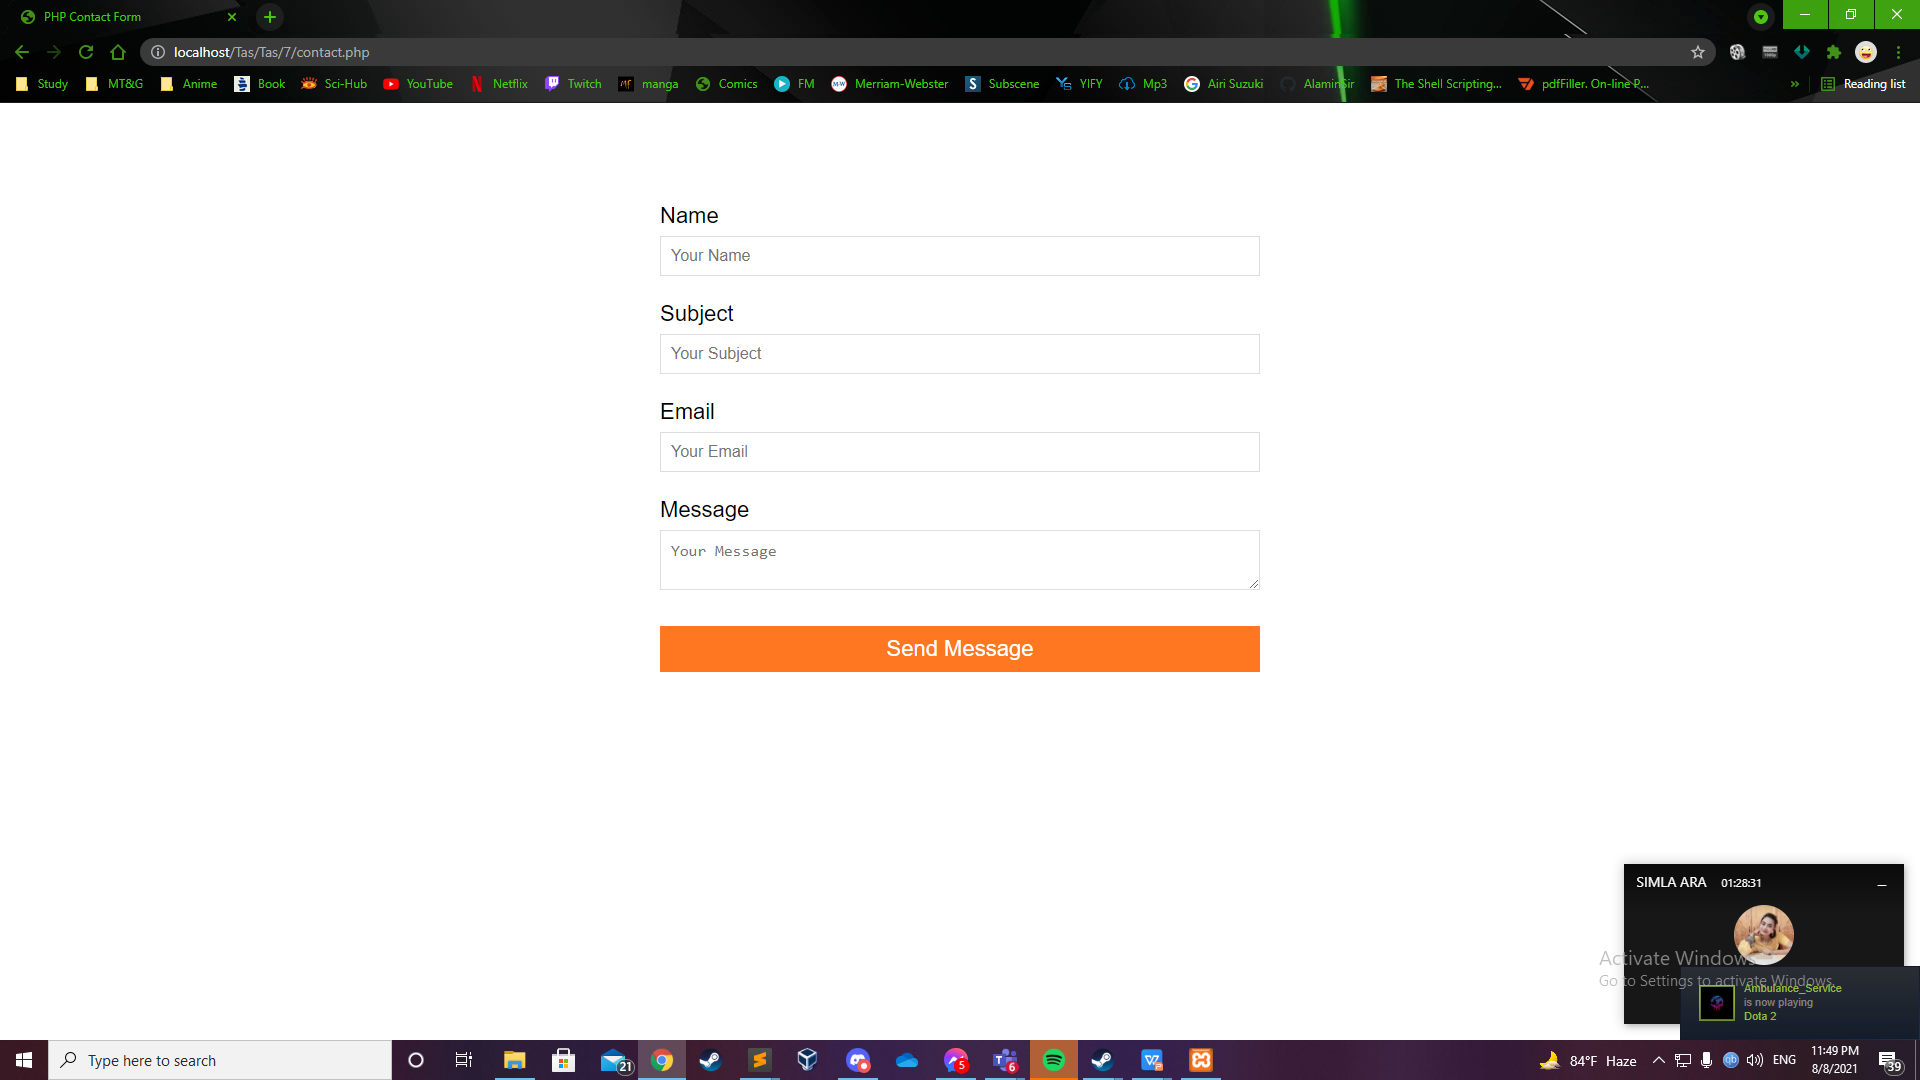 PHP Contact Form
localhost/Tas/Tas/7/contact.php
Study MT&G Anime Book Sci-Hub YouTube Netflix Twitch manga Comics FM Merriam-Webster Subscene YIFY Mp3 Airi Suzuki AlaminSir The Shell Scripting... pdfFiller. On-line P... » Reading list
Name
Your Name
Subject
Your Subject
Email
Your Email
Message
Your Message
Send Message
SIMLA ARA 01:28:31
Activate Windows
Go to Settings to activate Windows.
Ambulance_Service
is now playing
Dota 2
Type here to search
21
5
6
84°F Haze
ENG
11:49 PM
8/8/2021
39